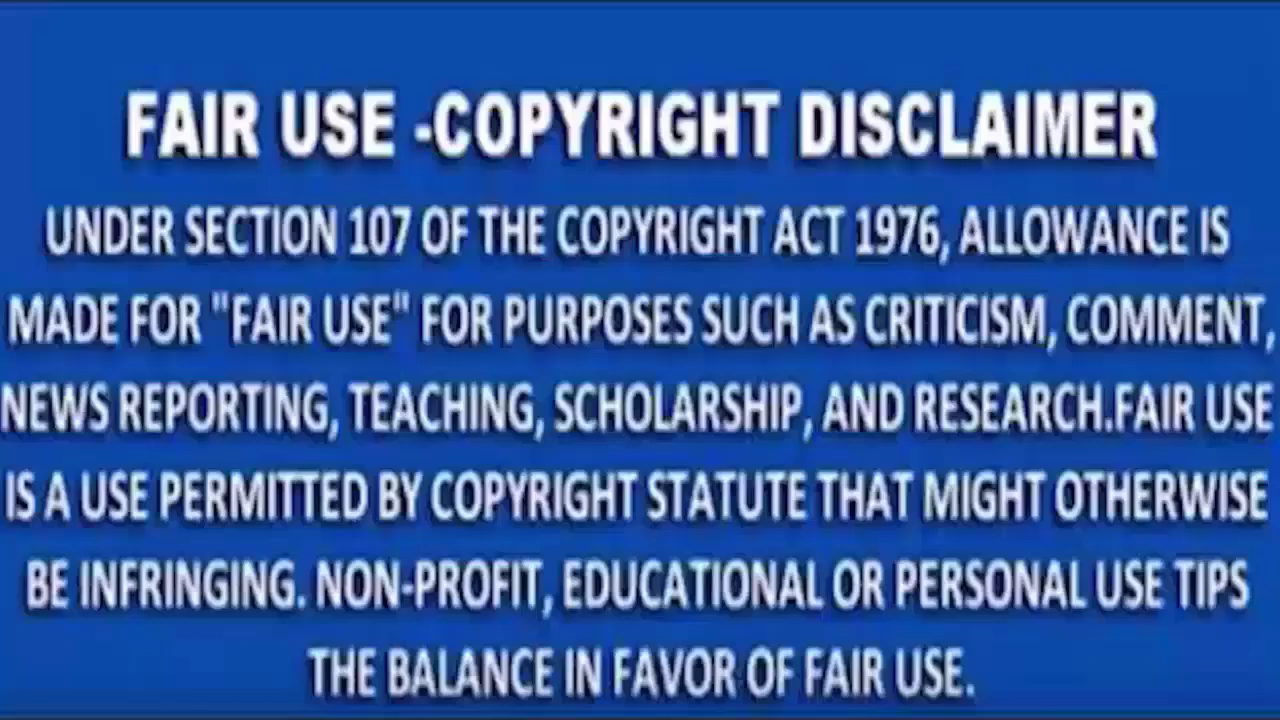 FAIR USE -COPYRIGHT DISCLAIMER
UNDER SECTION 107 OF THE COPYRIGHT ACT 1976, ALLOWANCE IS
MADE FOR "FAIR USE" FOR PURPOSES SUCH AS CRITICISM, COMMENT,
NEWS REPORTING, TEACHING, SCHOLARSHIP, AND RESEARCH.FAIR USE
IS A USE PERMITTED BY COPYRIGHT STATUTE THAT MIGHT OTHERWISE
BE INFRINGING. NON-PROFIT, EDUCATIONAL OR PERSONAL USE TIPS
THE BALANCE IN FAVOR OF FAIR USE.